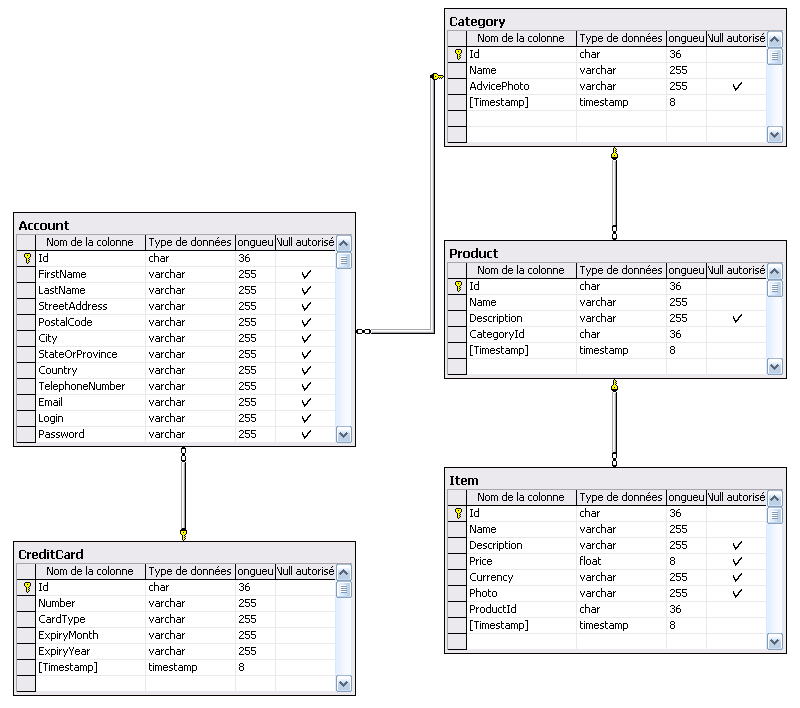 Category
Nom de la colonne Type de données ongueu Null autorisé
Id char 36
Name varchar 255
AdvicePhoto varchar 255
[Timestamp] timestamp 8
Account
Nom de la colonne Type de données ongueu Null autorisé
Id char 36
FirstName varchar 255
LastName varchar 255
StreetAddress varchar 255
PostalCode varchar 255
City varchar 255
StateOrProvince varchar 255
Country varchar 255
TelephoneNumber varchar 255
Email varchar 255
Login varchar 255
Password varchar 255
Product
Nom de la colonne Type de données ongueu Null autorisé
Id char 36
Name varchar 255
Description varchar 255
CategoryId char 36
[Timestamp] timestamp 8
CreditCard
Nom de la colonne Type de données ongueu Null autorisé
Id char 36
Number varchar 255
CardType varchar 255
ExpiryMonth varchar 255
ExpiryYear varchar 255
[Timestamp] timestamp 8
Item
Nom de la colonne Type de données ongueu Null autorisé
Id char 36
Name varchar 255
Description varchar 255
Price float 8
Currency varchar 255
Photo varchar 255
ProductId char 36
[Timestamp] timestamp 8